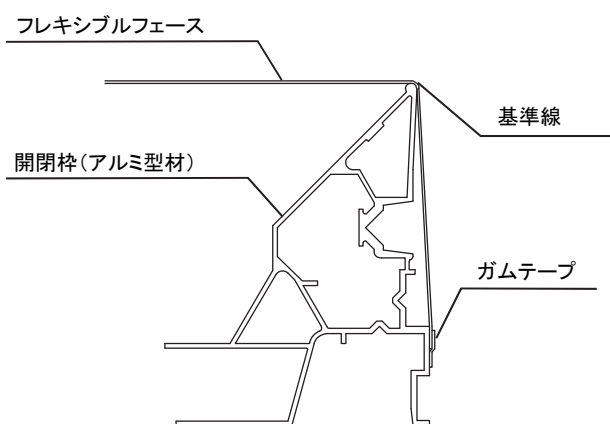 フレキシブルフェース
基準線
開閉枠（アルミ型材）
ガムテープ